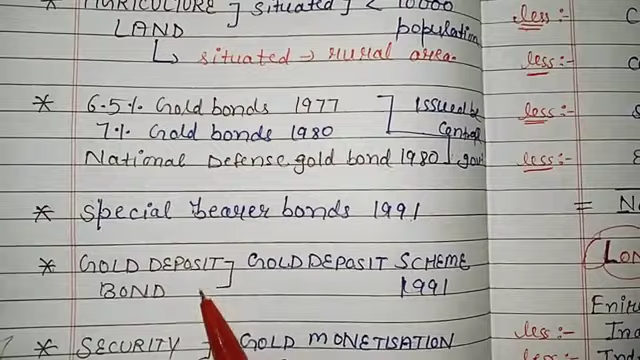 * AGRICULTURE ] situated ] < 10000
LAND population
↳ situated → rural area.
* 6.5% Gold bonds 1977 ] Issued by
7% Gold bonds 1980 Central
National Defense gold bond 1980 govt
* Special bearer bonds 1991
* GOLD DEPOSIT ] GOLD DEPOSIT SCHEME
BOND 1991
* SECURITY GOLD MONETISATION
less :-
less :-
less :-
less :-
=
less :-